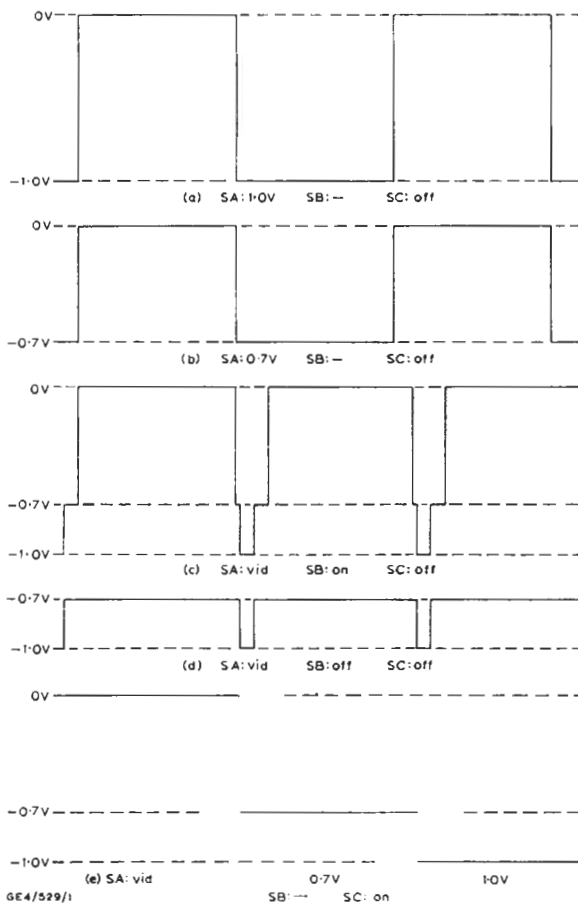 0V
-1·0V
(a) SA: 1·0V SB: — SC: off
0V
-0·7V
(b) SA: 0·7V SB: — SC: off
0V
-0·7V
-1·0V
(c) SA: vid SB: on SC: off
-0·7V
-1·0V
(d) SA: vid SB: off SC: off
0V
-0·7V
-1·0V
(e) SA: vid 0·7V 1·0V
GE4/529/1 SB: — SC: on